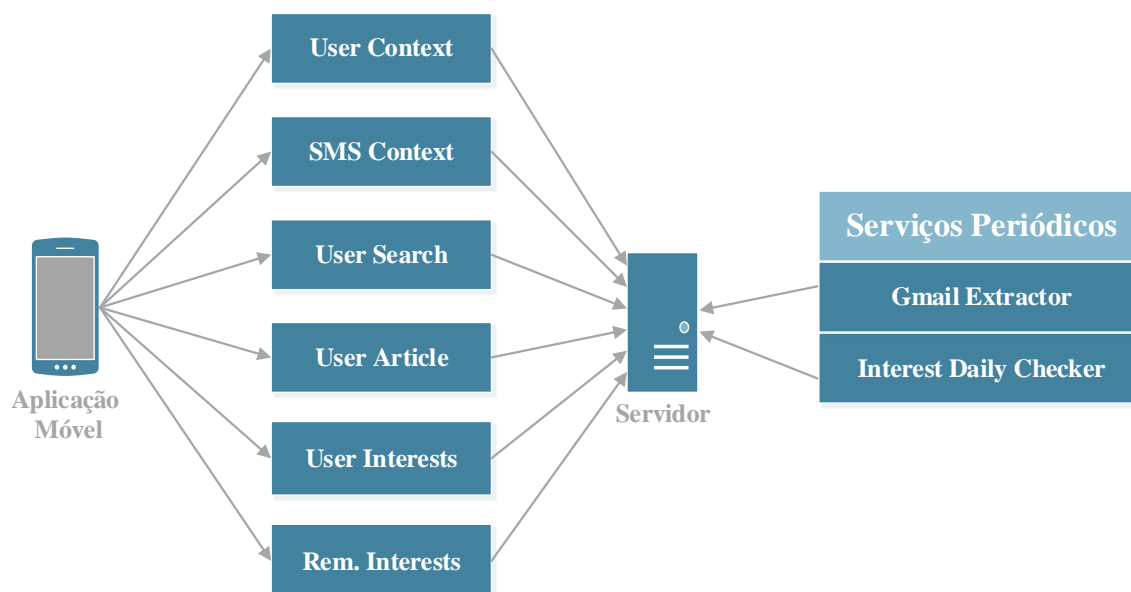 User Context
SMS Context
User Search
User Article
User Interests
Rem. Interests
Aplicação
Móvel
Servidor
Serviços Periódicos
Gmail Extractor
Interest Daily Checker